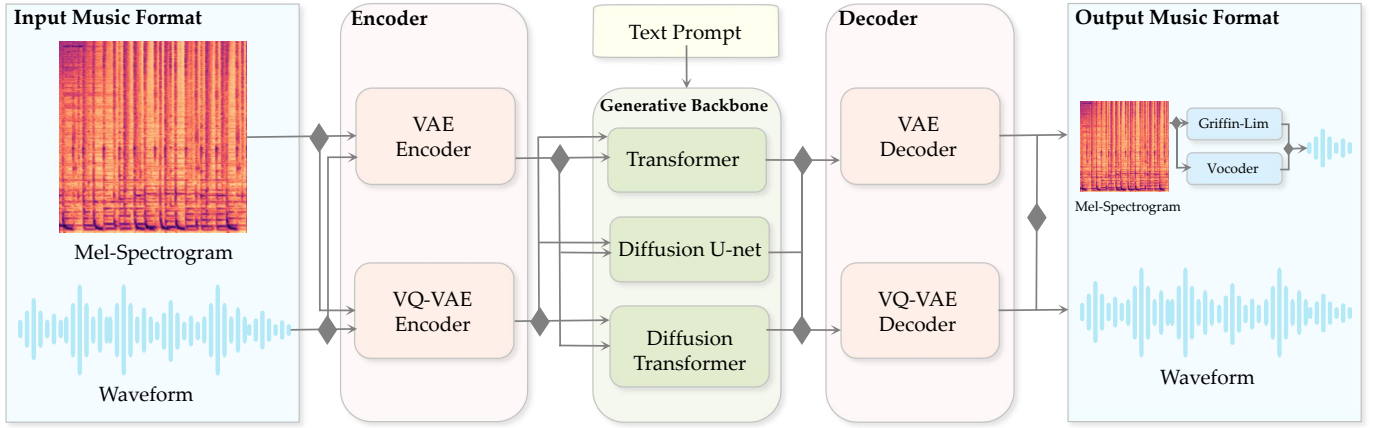 Input Music Format
Mel-Spectrogram
Waveform
Encoder
VAE
Encoder
VQ-VAE
Encoder
Text Prompt
Generative Backbone
Transformer
Diffusion U-net
Diffusion
Transformer
Decoder
VAE
Decoder
VQ-VAE
Decoder
Output Music Format
Griffin-Lim
Vocoder
Mel-Spectrogram
Waveform